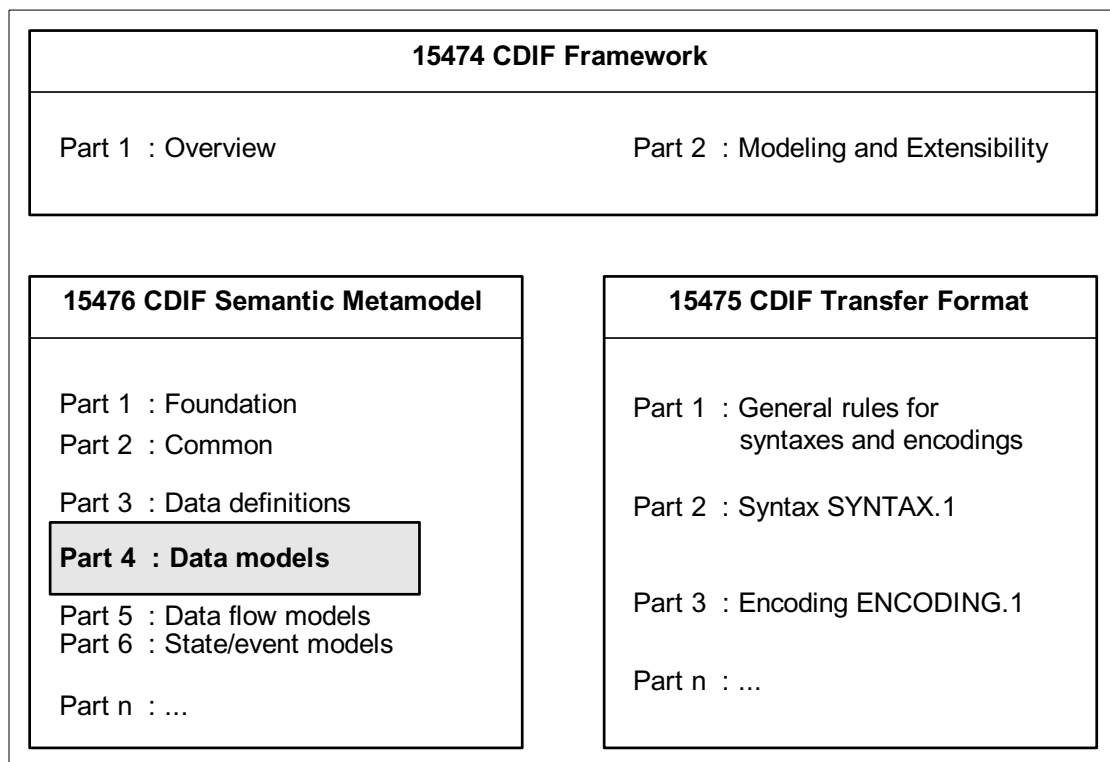 15474 CDIF Framework
Part 1 : Overview
Part 2 : Modeling and Extensibility
15476 CDIF Semantic Metamodel
Part 1 : Foundation
Part 2 : Common
Part 3 : Data definitions
Part 4 : Data models
Part 5 : Data flow models
Part 6 : State/event models
Part n : ...
15475 CDIF Transfer Format
Part 1 : General rules for
syntaxes and encodings
Part 2 : Syntax SYNTAX.1
Part 3 : Encoding ENCODING.1
Part n : ...